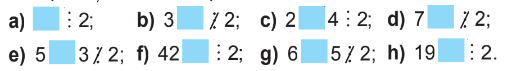 a) □ ⋮ 2; b) 3□ ⋮̸ 2; c) 2□4 ⋮ 2; d) 7□ ⋮̸ 2;
e) 5□3 ⋮̸ 2; f) 42□ ⋮ 2; g) 6□5 ⋮̸ 2; h) 19□ ⋮ 2.